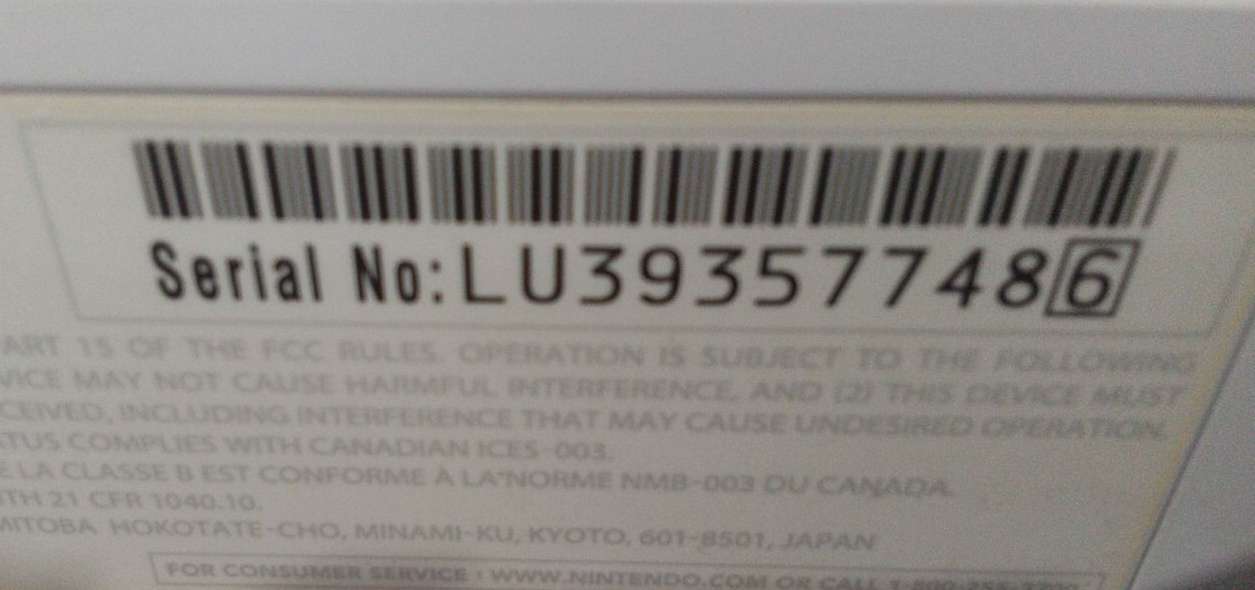 Serial No:LU393577486
ART 15 OF THE FCC RULES. OPERATION IS SUBJECT TO THE FOLLOWING
VICE MAY NOT CAUSE HARMFUL INTERFERENCE, AND (2) THIS DEVICE MUST
CEIVED, INCLUDING INTERFERENCE THAT MAY CAUSE UNDESIRED OPERATION.
ATUS COMPLIES WITH CANADIAN ICES-003.
E LA CLASSE B EST CONFORME À LA NORME NMB-003 DU CANADA.
ITH 21 CFR 1040.10.
MITOBA HOKOTATE-CHO, MINAMI-KU, KYOTO, 601-8501, JAPAN
FOR CONSUMER SERVICE : WWW.NINTENDO.COM OR CALL